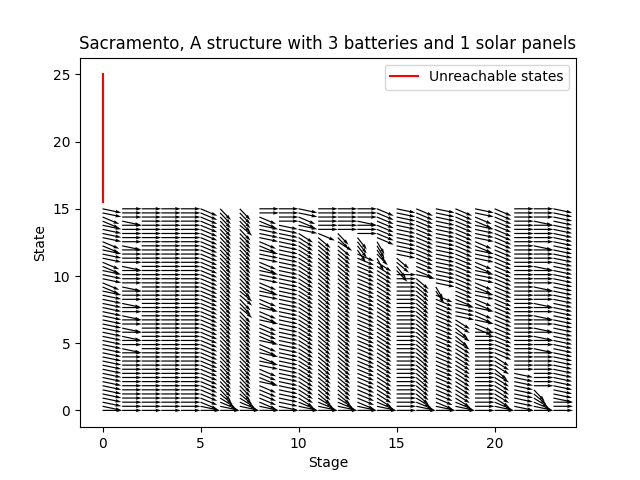 Sacramento, A structure with 3 batteries and 1 solar panels
Unreachable states
25
20
15
10
5
0
State
0 5 10 15 20
Stage